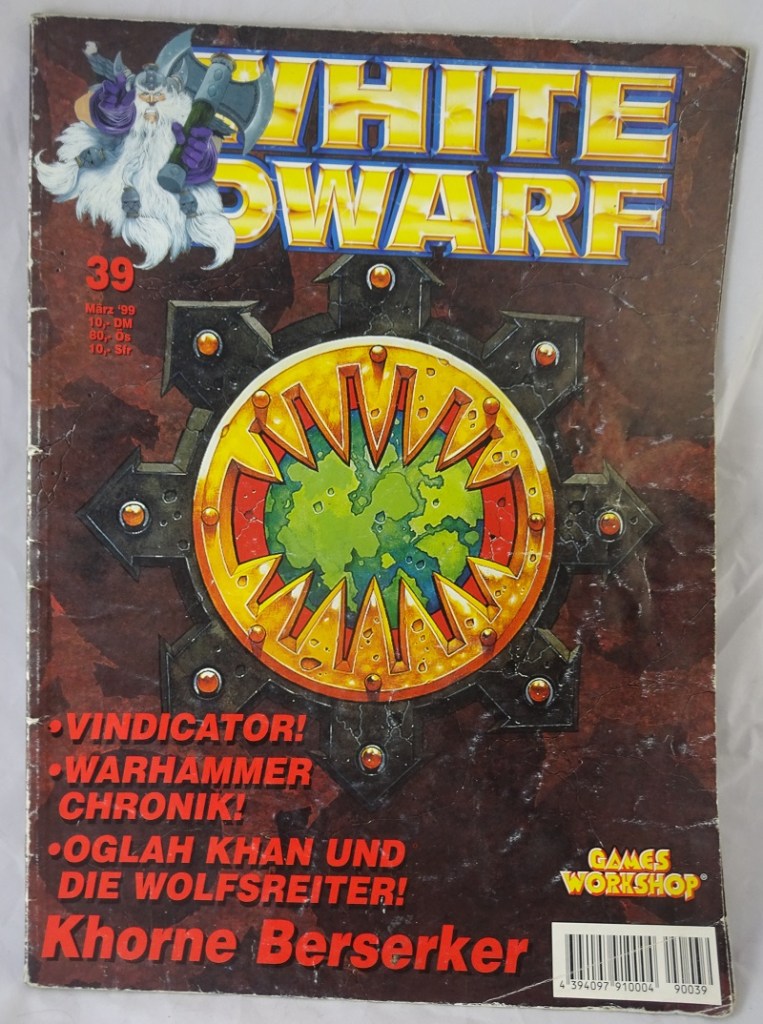 WHITE
DWARF
39
März '99
10,- DM
80,- Ös
10,- Sfr
•VINDICATOR!
•WARHAMMER
CHRONIK!
•OGLAH KHAN UND
DIE WOLFSREITER!
Khorne Berserker
GAMES
WORKSHOP®
4 394097 910004 90039